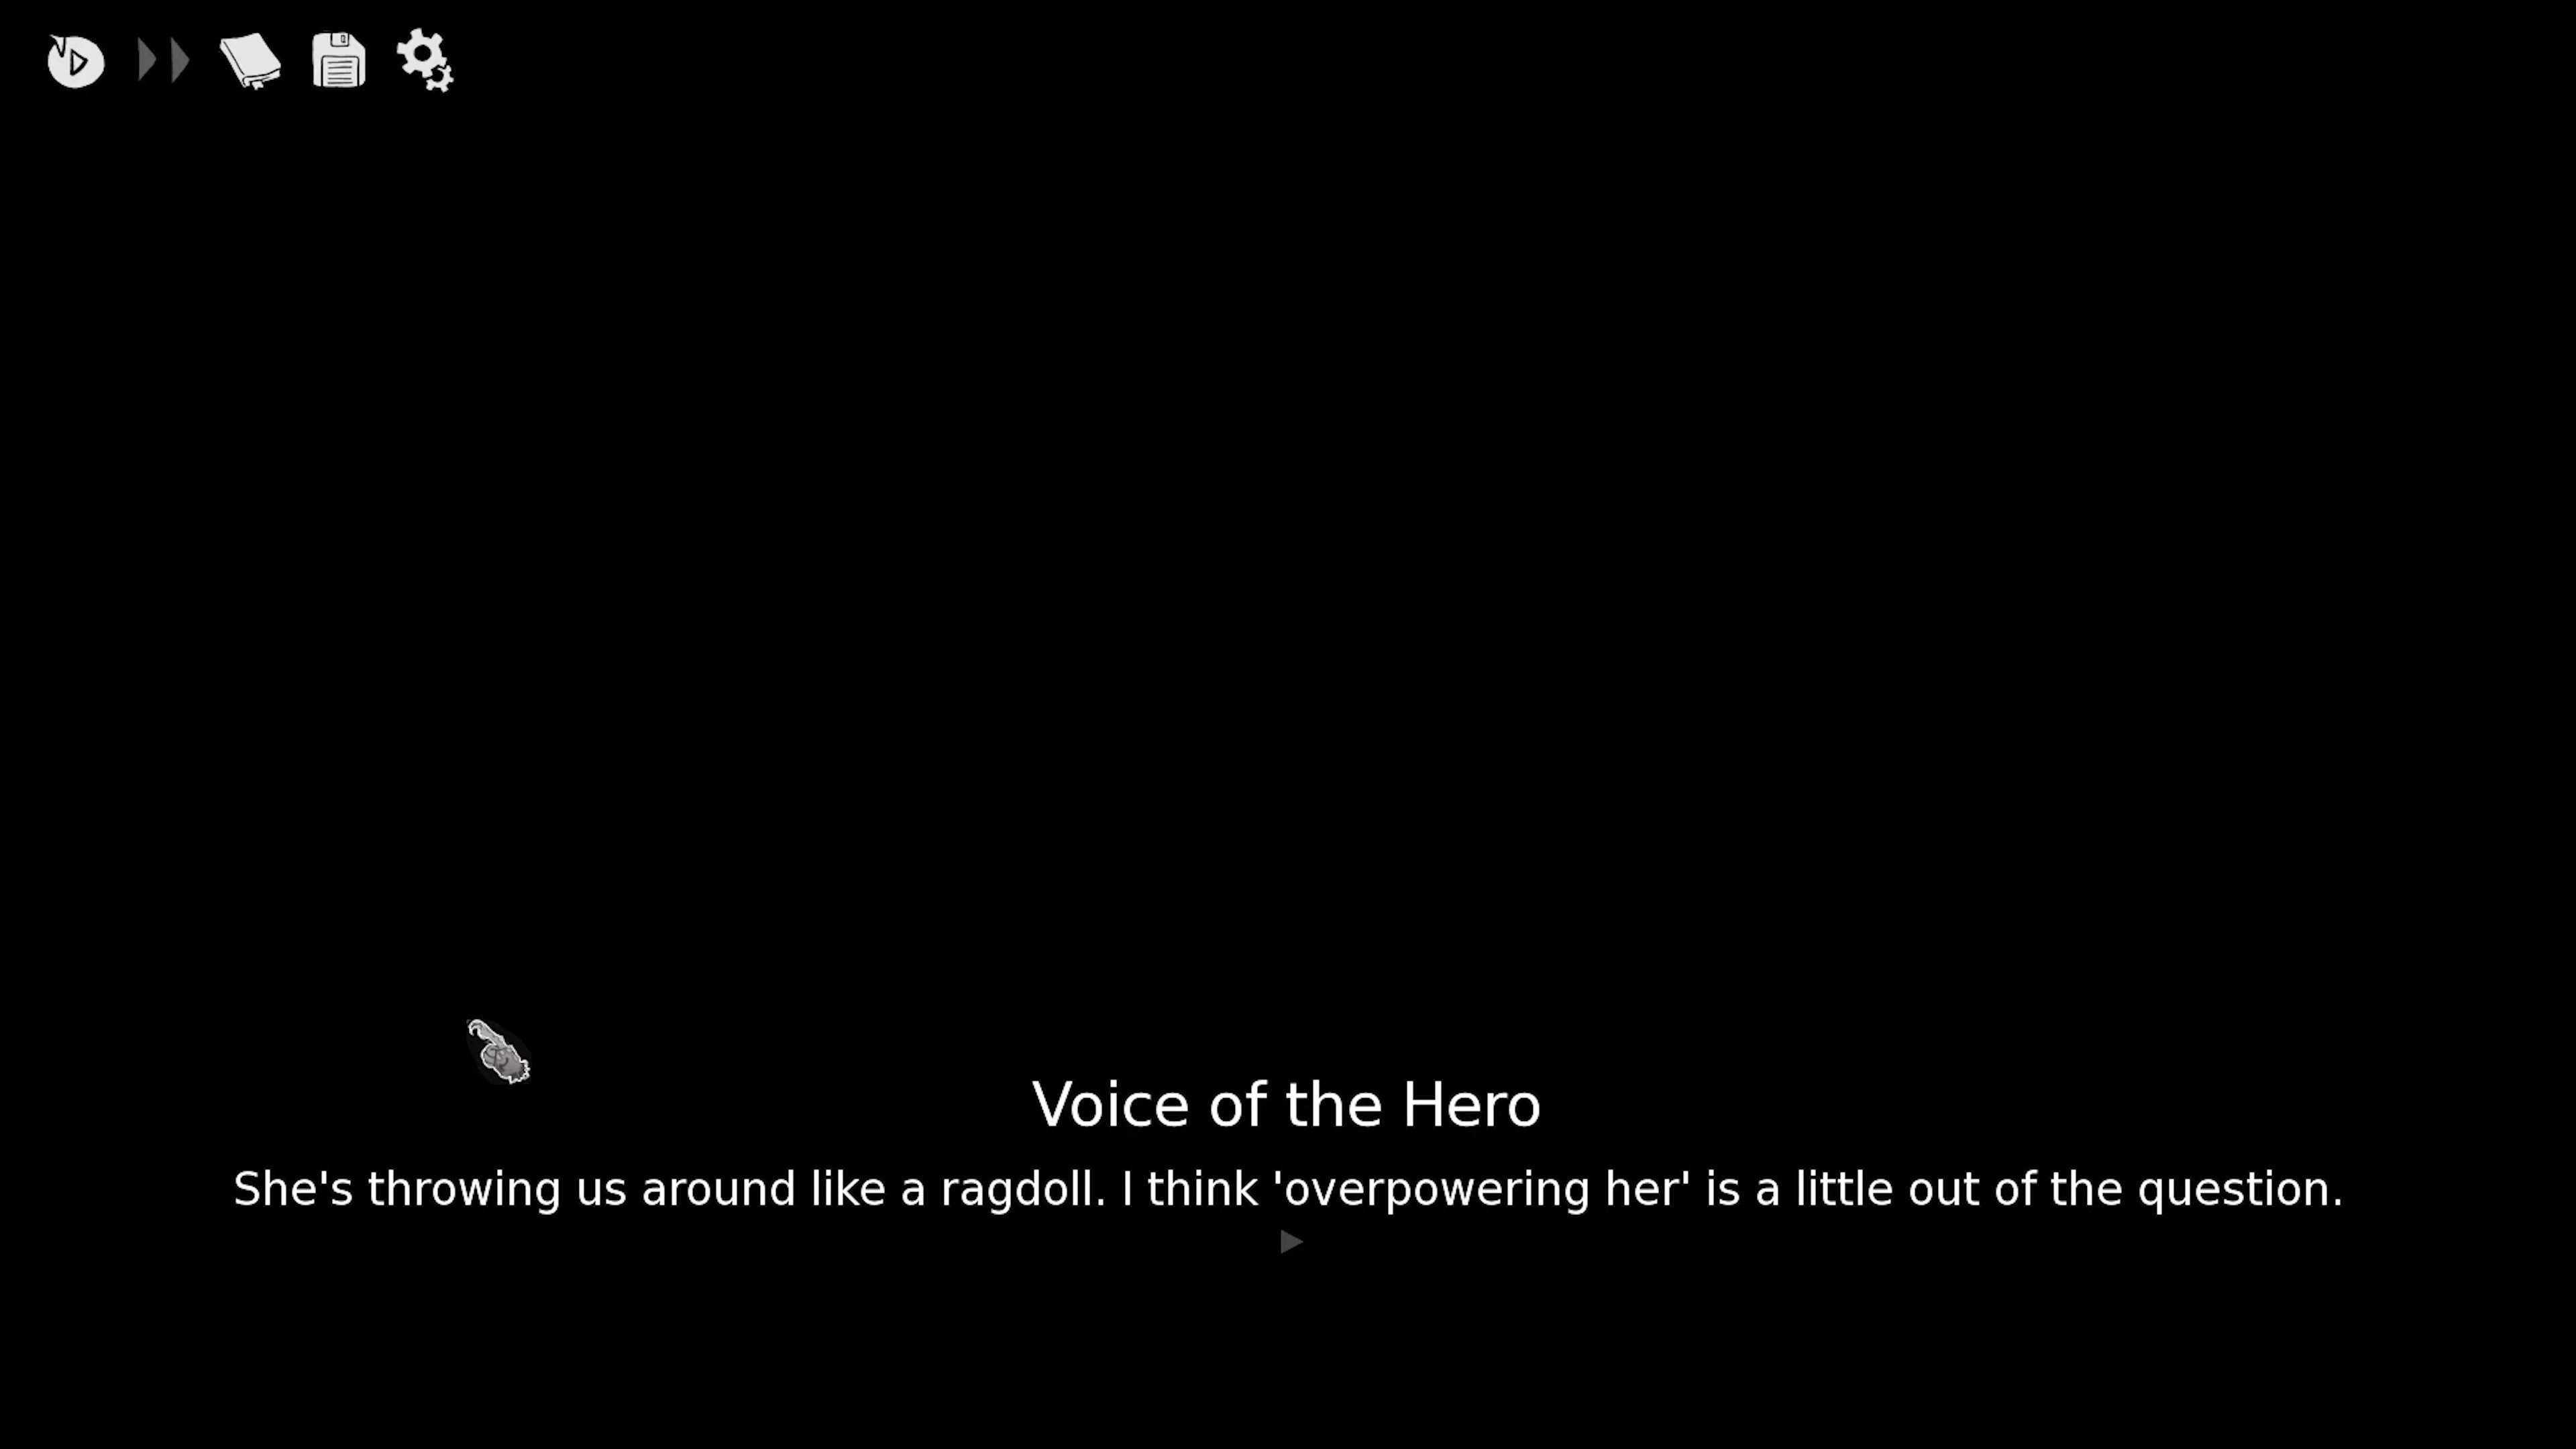 Voice of the Hero
She's throwing us around like a ragdoll. I think 'overpowering her' is a little out of the question.